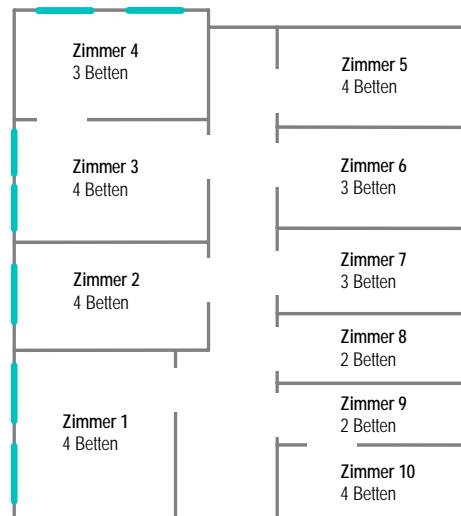 Zimmer 4
3 Betten
Zimmer 5
4 Betten
Zimmer 3
4 Betten
Zimmer 6
3 Betten
Zimmer 2
4 Betten
Zimmer 7
3 Betten
Zimmer 8
2 Betten
Zimmer 1
4 Betten
Zimmer 9
2 Betten
Zimmer 10
4 Betten